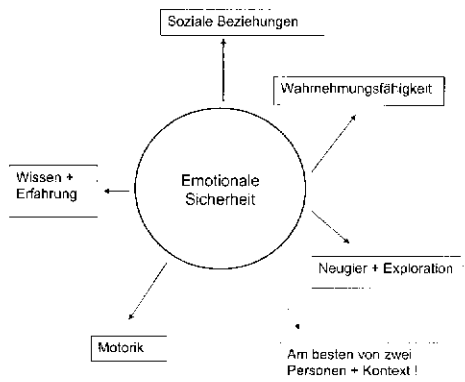 Soziale Beziehungen
Wahrnehmungsfähigkeit
Wissen +
Erfahrung
Emotionale
Sicherheit
Neugier + Exploration
Motorik
Am besten von zwei
Personen + Kontext !